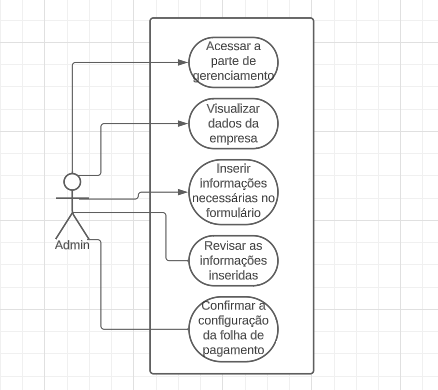 Acessar a
parte de
gerenciamento
Visualizar
dados da
empresa
Inserir
informações
necessárias no
formulário
Revisar as
informações
inseridas
Confirmar a
configuração
da folha de
pagamento
Admin